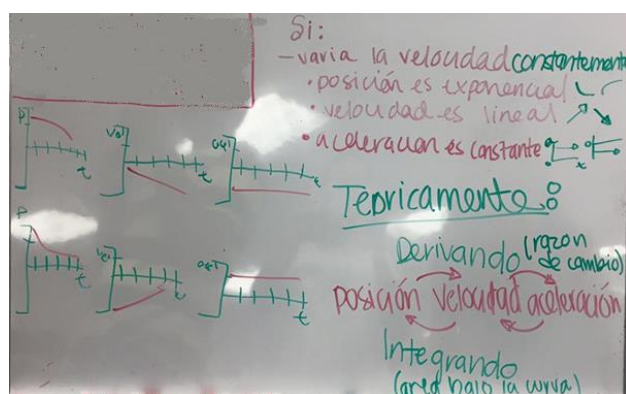 Si:
- varia la velocidad constantemente
• posición es exponencial
• velocidad es lineal
• aceleracion es constante
t
P
t
t
t
P
t
t
t
Teóricamente:
Derivando (razon
de cambio)
posición velocidad aceleración
Integrando
(area bajo la curva)